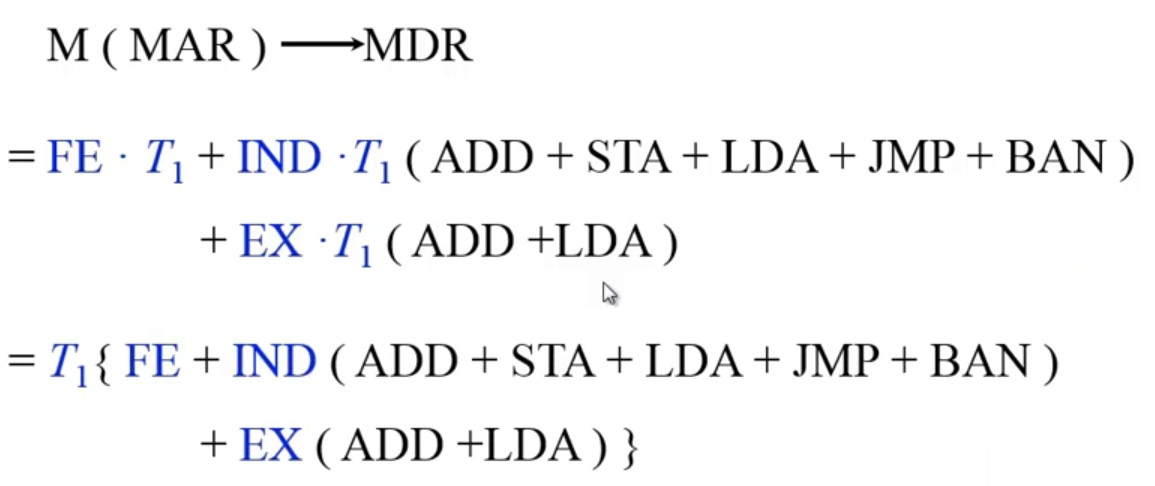 M ( MAR ) ⟶MDR
= FE · T₁ + IND · T₁ ( ADD + STA + LDA + JMP + BAN )
+ EX · T₁ ( ADD +LDA )
= T₁{ FE + IND ( ADD + STA + LDA + JMP + BAN )
+ EX ( ADD +LDA ) }